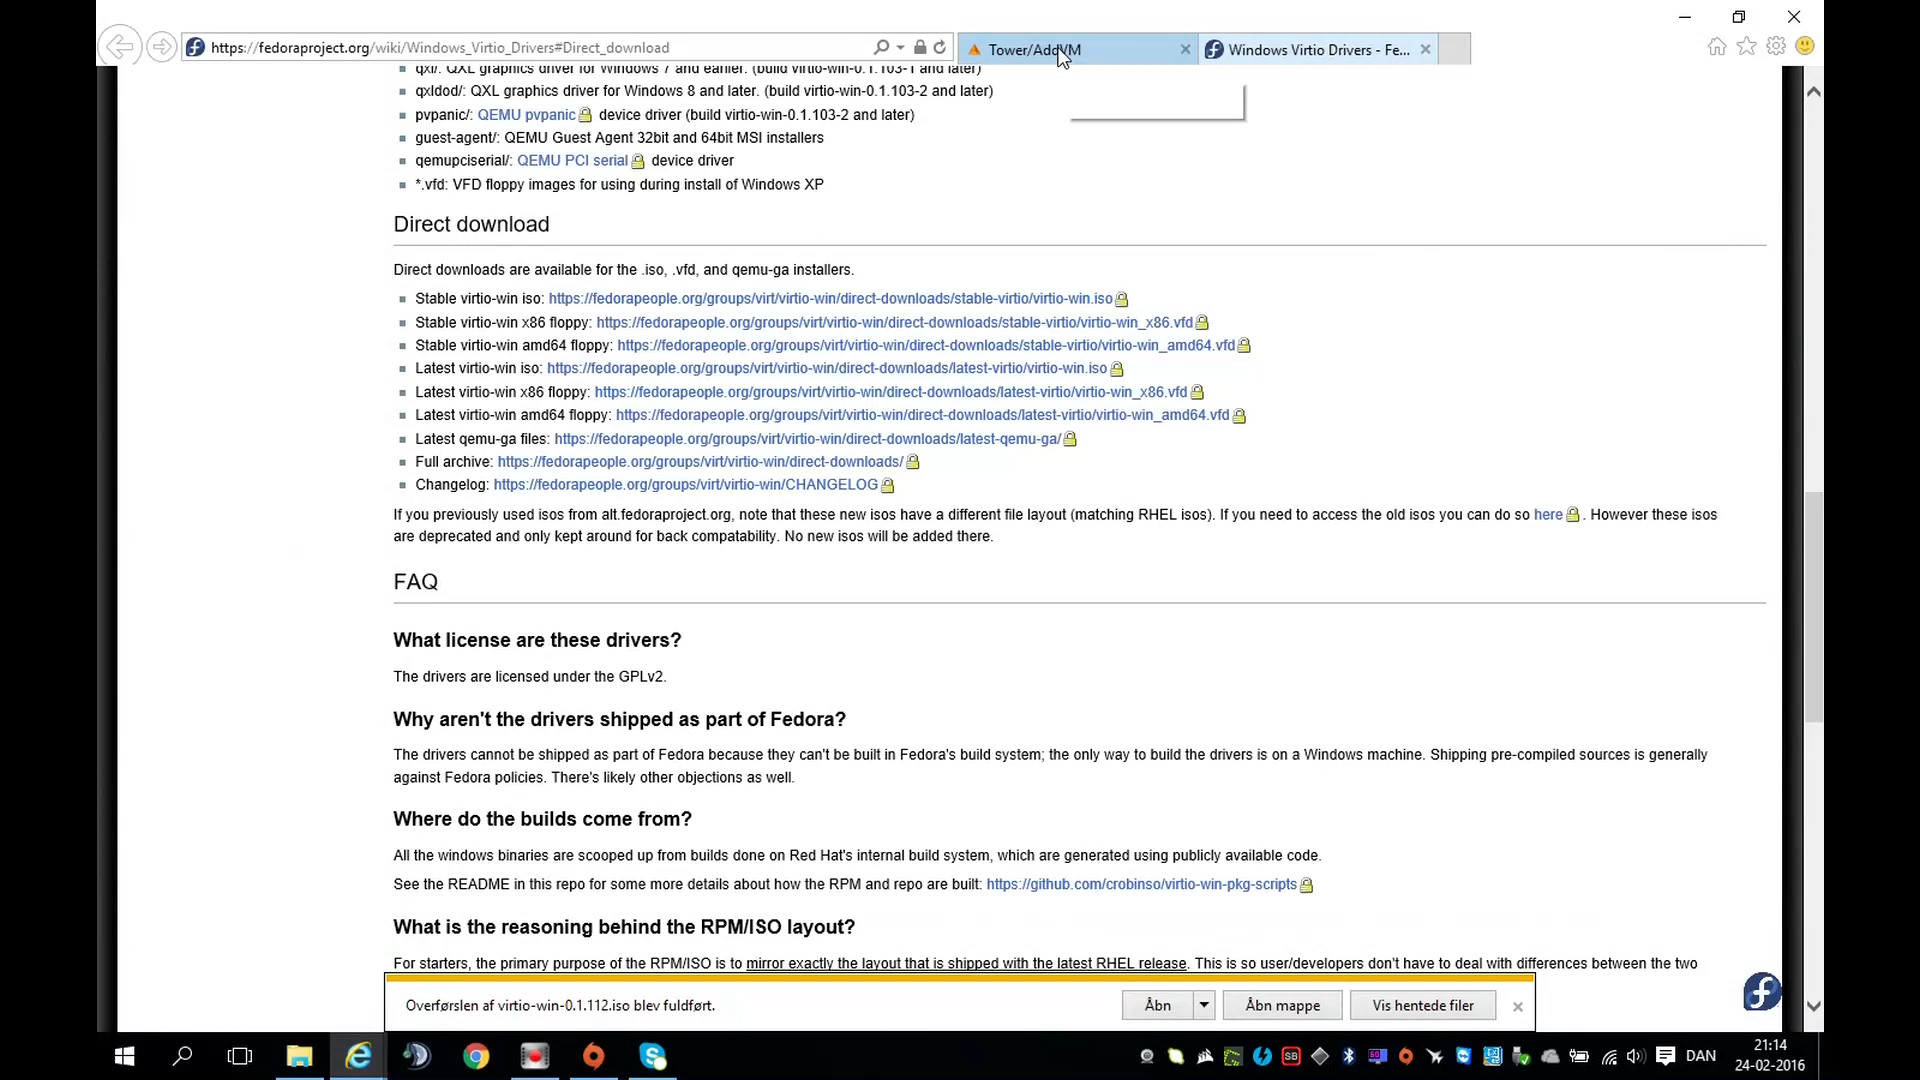 https://fedoraproject.org/wiki/Windows_Virtio_Drivers#Direct_download
Tower/AddVM
Windows Virtio Drivers - Fe...
qxl/: QXL graphics driver for Windows 7 and earlier. (build virtio-win-0.1.103-1 and later)
qxldod/: QXL graphics driver for Windows 8 and later. (build virtio-win-0.1.103-2 and later)
pvpanic/: QEMU pvpanic device driver (build virtio-win-0.1.103-2 and later)
guest-agent/: QEMU Guest Agent 32bit and 64bit MSI installers
qemupciserial/: QEMU PCI serial device driver
*.vfd: VFD floppy images for using during install of Windows XP
Direct download
Direct downloads are available for the .iso, .vfd, and qemu-ga installers.
Stable virtio-win iso: https://fedorapeople.org/groups/virt/virtio-win/direct-downloads/stable-virtio/virtio-win.iso
Stable virtio-win x86 floppy: https://fedorapeople.org/groups/virt/virtio-win/direct-downloads/stable-virtio/virtio-win_x86.vfd
Stable virtio-win amd64 floppy: https://fedorapeople.org/groups/virt/virtio-win/direct-downloads/stable-virtio/virtio-win_amd64.vfd
Latest virtio-win iso: https://fedorapeople.org/groups/virt/virtio-win/direct-downloads/latest-virtio/virtio-win.iso
Latest virtio-win x86 floppy: https://fedorapeople.org/groups/virt/virtio-win/direct-downloads/latest-virtio/virtio-win_x86.vfd
Latest virtio-win amd64 floppy: https://fedorapeople.org/groups/virt/virtio-win/direct-downloads/latest-virtio/virtio-win_amd64.vfd
Latest qemu-ga files: https://fedorapeople.org/groups/virt/virtio-win/direct-downloads/latest-qemu-ga/
Full archive: https://fedorapeople.org/groups/virt/virtio-win/direct-downloads/
Changelog: https://fedorapeople.org/groups/virt/virtio-win/CHANGELOG
If you previously used isos from alt.fedoraproject.org, note that these new isos have a different file layout (matching RHEL isos). If you need to access the old isos you can do so here . However these isos
are deprecated and only kept around for back compatability. No new isos will be added there.
FAQ
What license are these drivers?
The drivers are licensed under the GPLv2.
Why aren't the drivers shipped as part of Fedora?
The drivers cannot be shipped as part of Fedora because they can't be built in Fedora's build system; the only way to build the drivers is on a Windows machine. Shipping pre-compiled sources is generally
against Fedora policies. There's likely other objections as well.
Where do the builds come from?
All the windows binaries are scooped up from builds done on Red Hat's internal build system, which are generated using publicly available code.
See the README in this repo for some more details about how the RPM and repo are built: https://github.com/crobinso/virtio-win-pkg-scripts
What is the reasoning behind the RPM/ISO layout?
For starters, the primary purpose of the RPM/ISO is to mirror exactly the layout that is shipped with the latest RHEL release. This is so user/developers don't have to deal with differences between the two
Overførslen af virtio-win-0.1.112.iso blev fuldført.
Åbn
Åbn mappe
Vis hentede filer
SB
DAN
21:14
24-02-2016